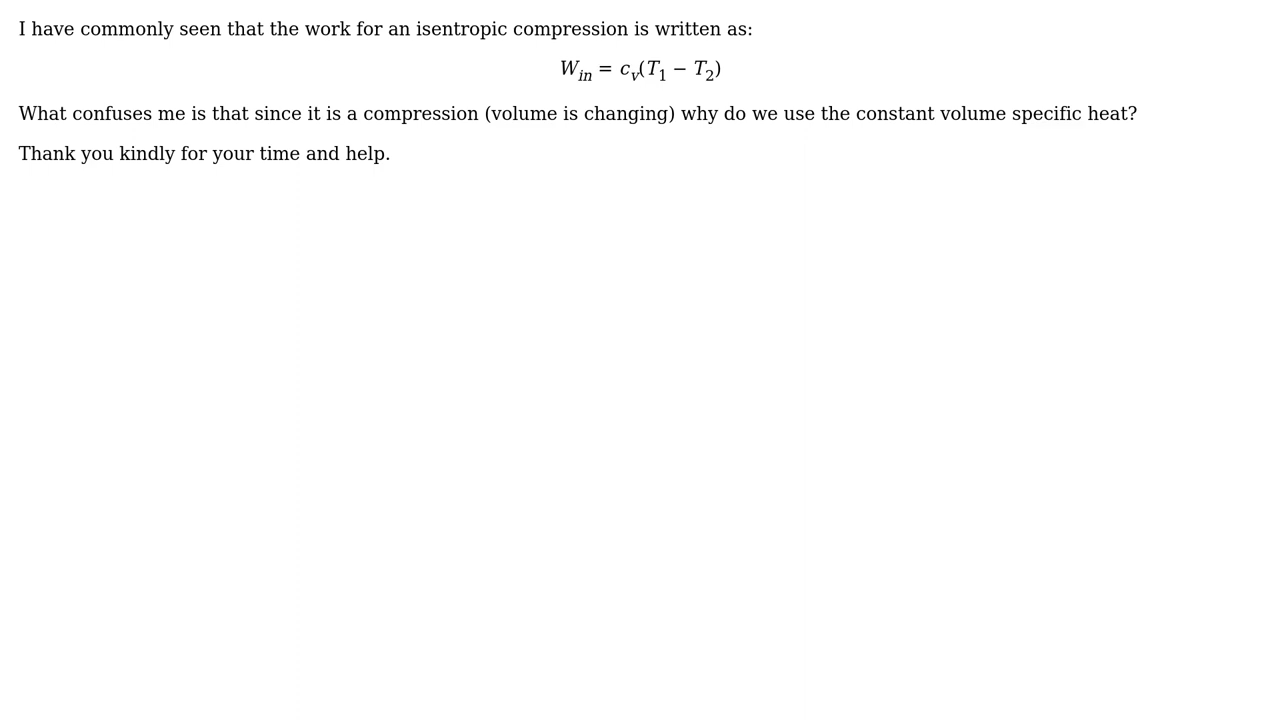 I have commonly seen that the work for an isentropic compression is written as:
W_in = c_v(T_1 − T_2)
What confuses me is that since it is a compression (volume is changing) why do we use the constant volume specific heat?
Thank you kindly for your time and help.